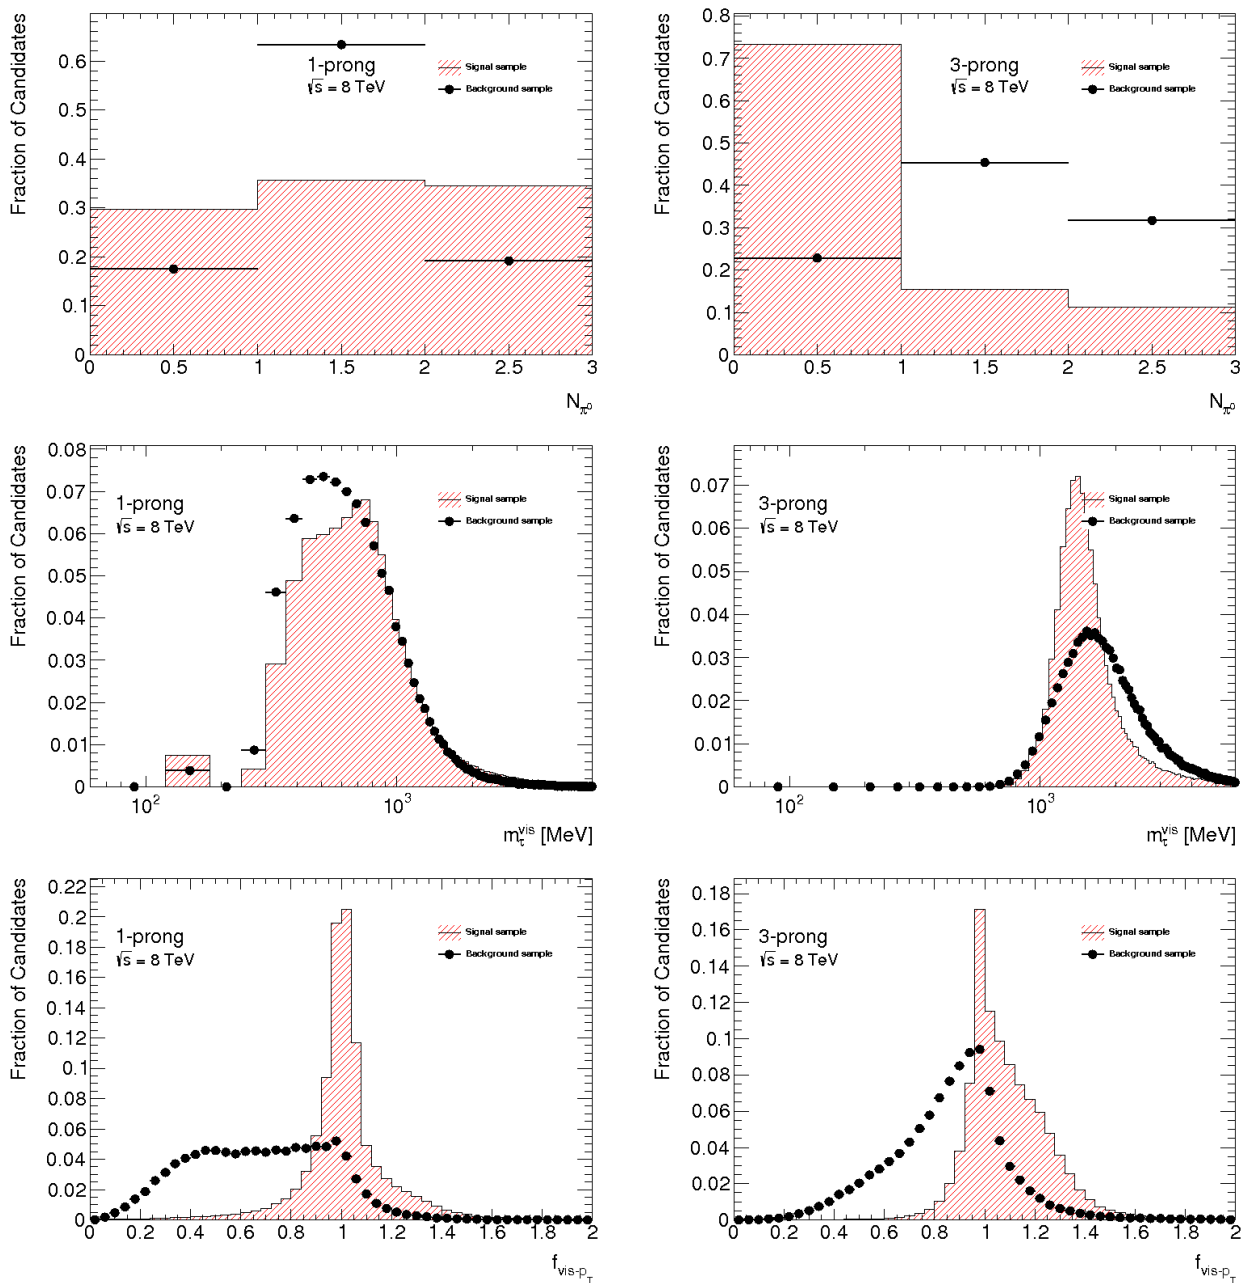 Fraction of Candidates
0.6
0.5
0.4
0.3
0.2
0.1
0
1-prong
√s = 8 TeV
Signal sample
Background sample
0 0.5 1 1.5 2 2.5 3
N_π⁰
Fraction of Candidates
0.8
0.7
0.6
0.5
0.4
0.3
0.2
0.1
0
3-prong
√s = 8 TeV
Signal sample
Background sample
0 0.5 1 1.5 2 2.5 3
N_π⁰
Fraction of Candidates
0.08
0.07
0.06
0.05
0.04
0.03
0.02
0.01
0
1-prong
√s = 8 TeV
Signal sample
Background sample
10² 10³
m_τ^vis [MeV]
Fraction of Candidates
0.07
0.06
0.05
0.04
0.03
0.02
0.01
0
3-prong
√s = 8 TeV
Signal sample
Background sample
10² 10³
m_τ^vis [MeV]
Fraction of Candidates
0.22
0.2
0.18
0.16
0.14
0.12
0.1
0.08
0.06
0.04
0.02
0
1-prong
√s = 8 TeV
Signal sample
Background sample
0 0.2 0.4 0.6 0.8 1 1.2 1.4 1.6 1.8 2
f_vis-p_T
Fraction of Candidates
0.18
0.16
0.14
0.12
0.1
0.08
0.06
0.04
0.02
0
3-prong
√s = 8 TeV
Signal sample
Background sample
0 0.2 0.4 0.6 0.8 1 1.2 1.4 1.6 1.8 2
f_vis-p_T